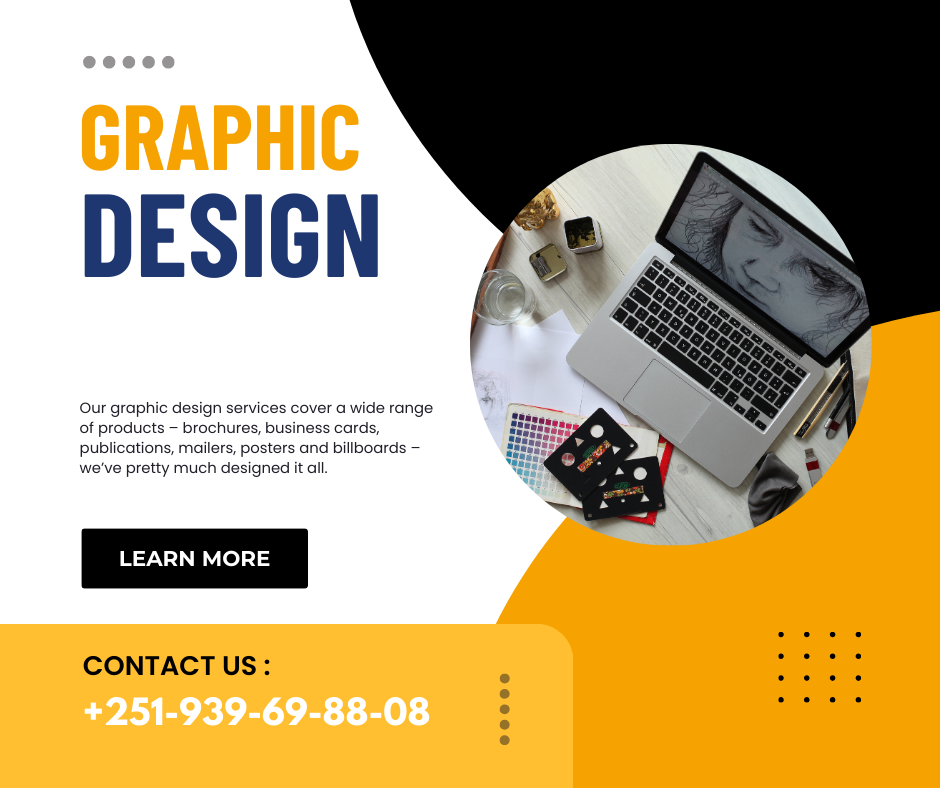 GRAPHIC
DESIGN
Our graphic design services cover a wide range
of products – brochures, business cards,
publications, mailers, posters and billboards –
we’ve pretty much designed it all.
LEARN MORE
CONTACT US :
+251-939-69-88-08